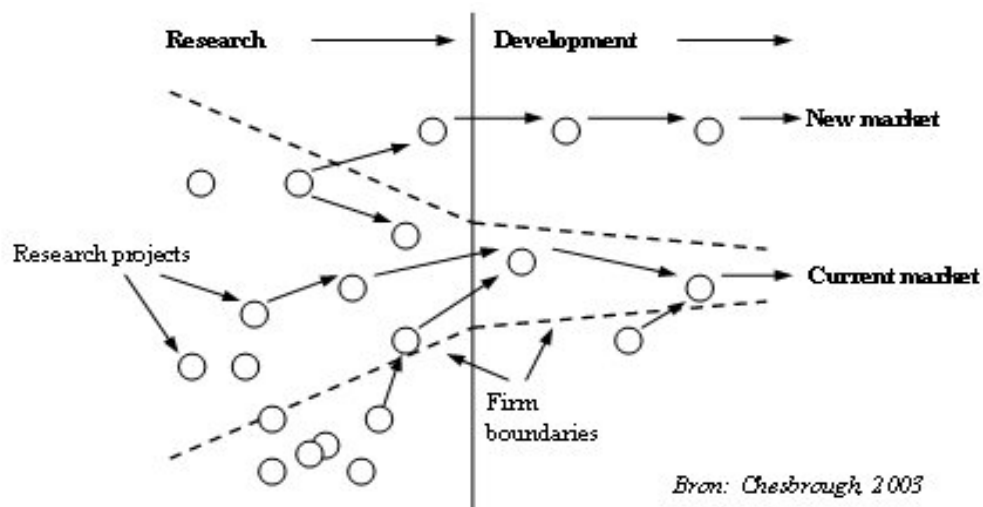 Research
Development
New market
Research projects
Current market
Firm
boundaries
Bron: Chesbrough, 2003